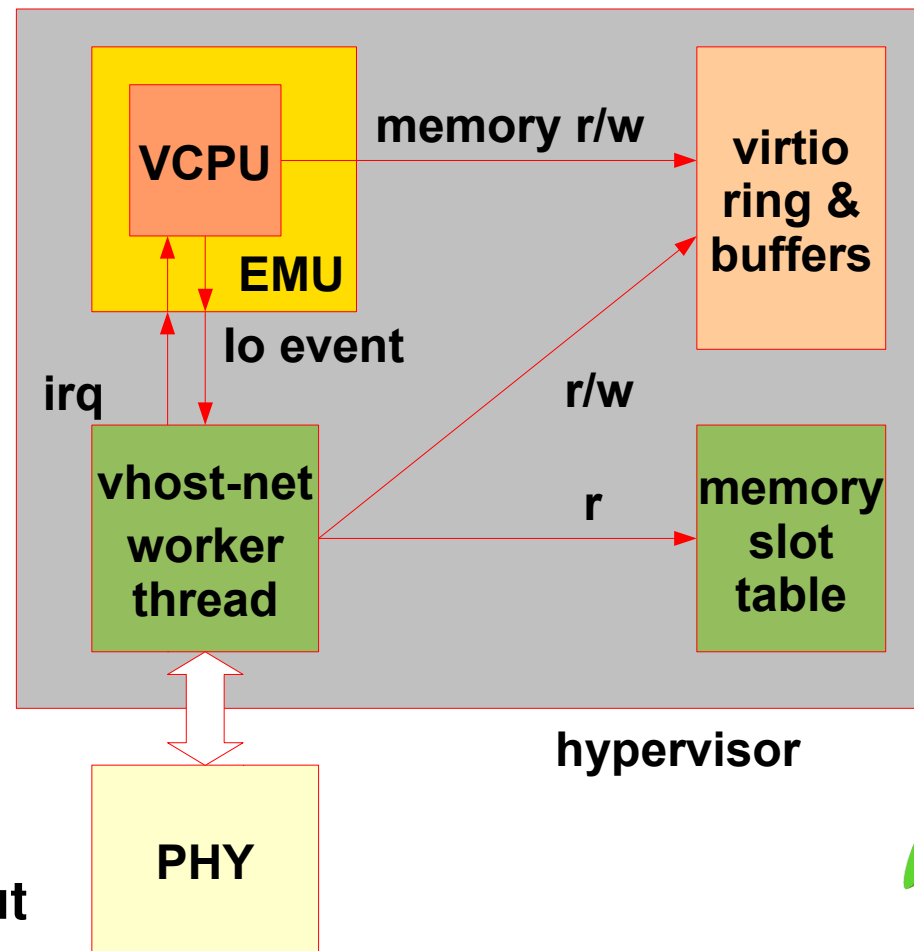 VCPU
EMU
memory r/w
virtio
ring &
buffers
Io event
irq
r/w
vhost-net
worker
thread
r
memory
slot
table
hypervisor
PHY